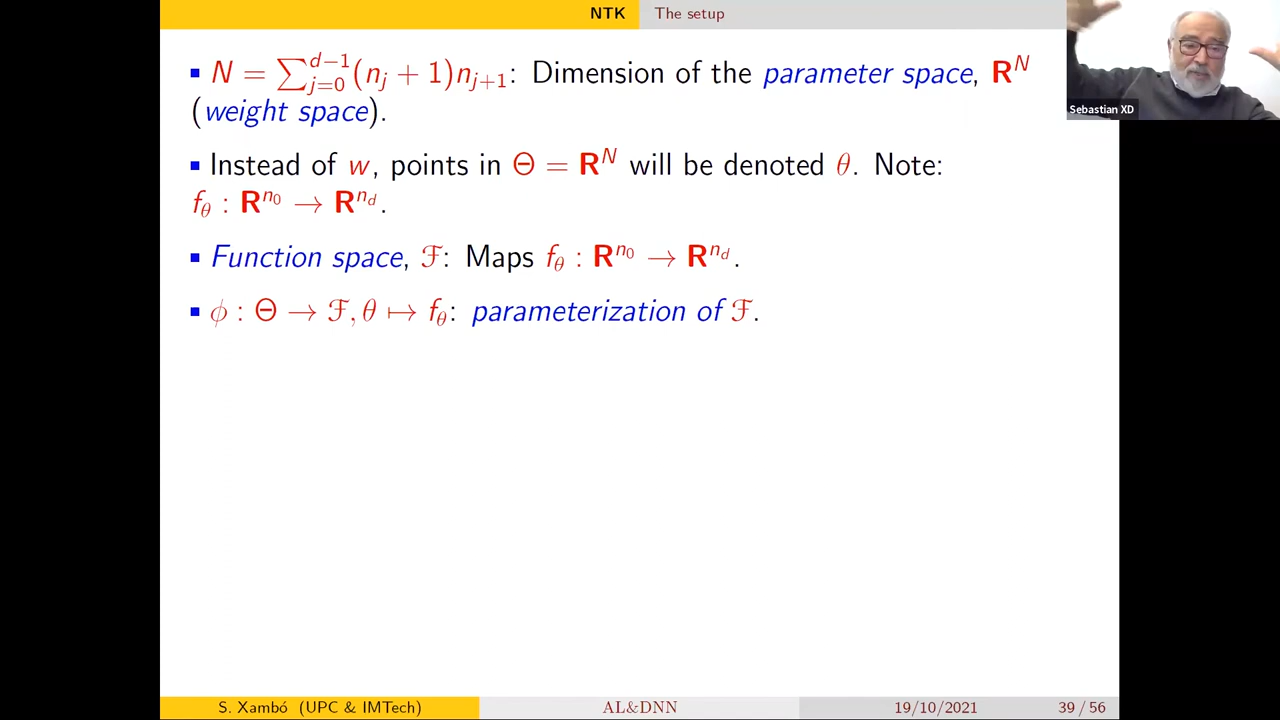 NTK The setup
▪ N = ∑_{j=0}^{d−1}(n_j + 1)n_{j+1}: Dimension of the parameter space, R^N
(weight space).
▪ Instead of w, points in Θ = R^N will be denoted θ. Note:
f_θ : R^{n_0} → R^{n_d}.
▪ Function space, ℱ: Maps f_θ : R^{n_0} → R^{n_d}.
▪ ϕ : Θ → ℱ, θ ↦ f_θ: parameterization of ℱ.
Sebastian XD
S. Xambó (UPC & IMTech) AL&DNN 19/10/2021 39 / 56